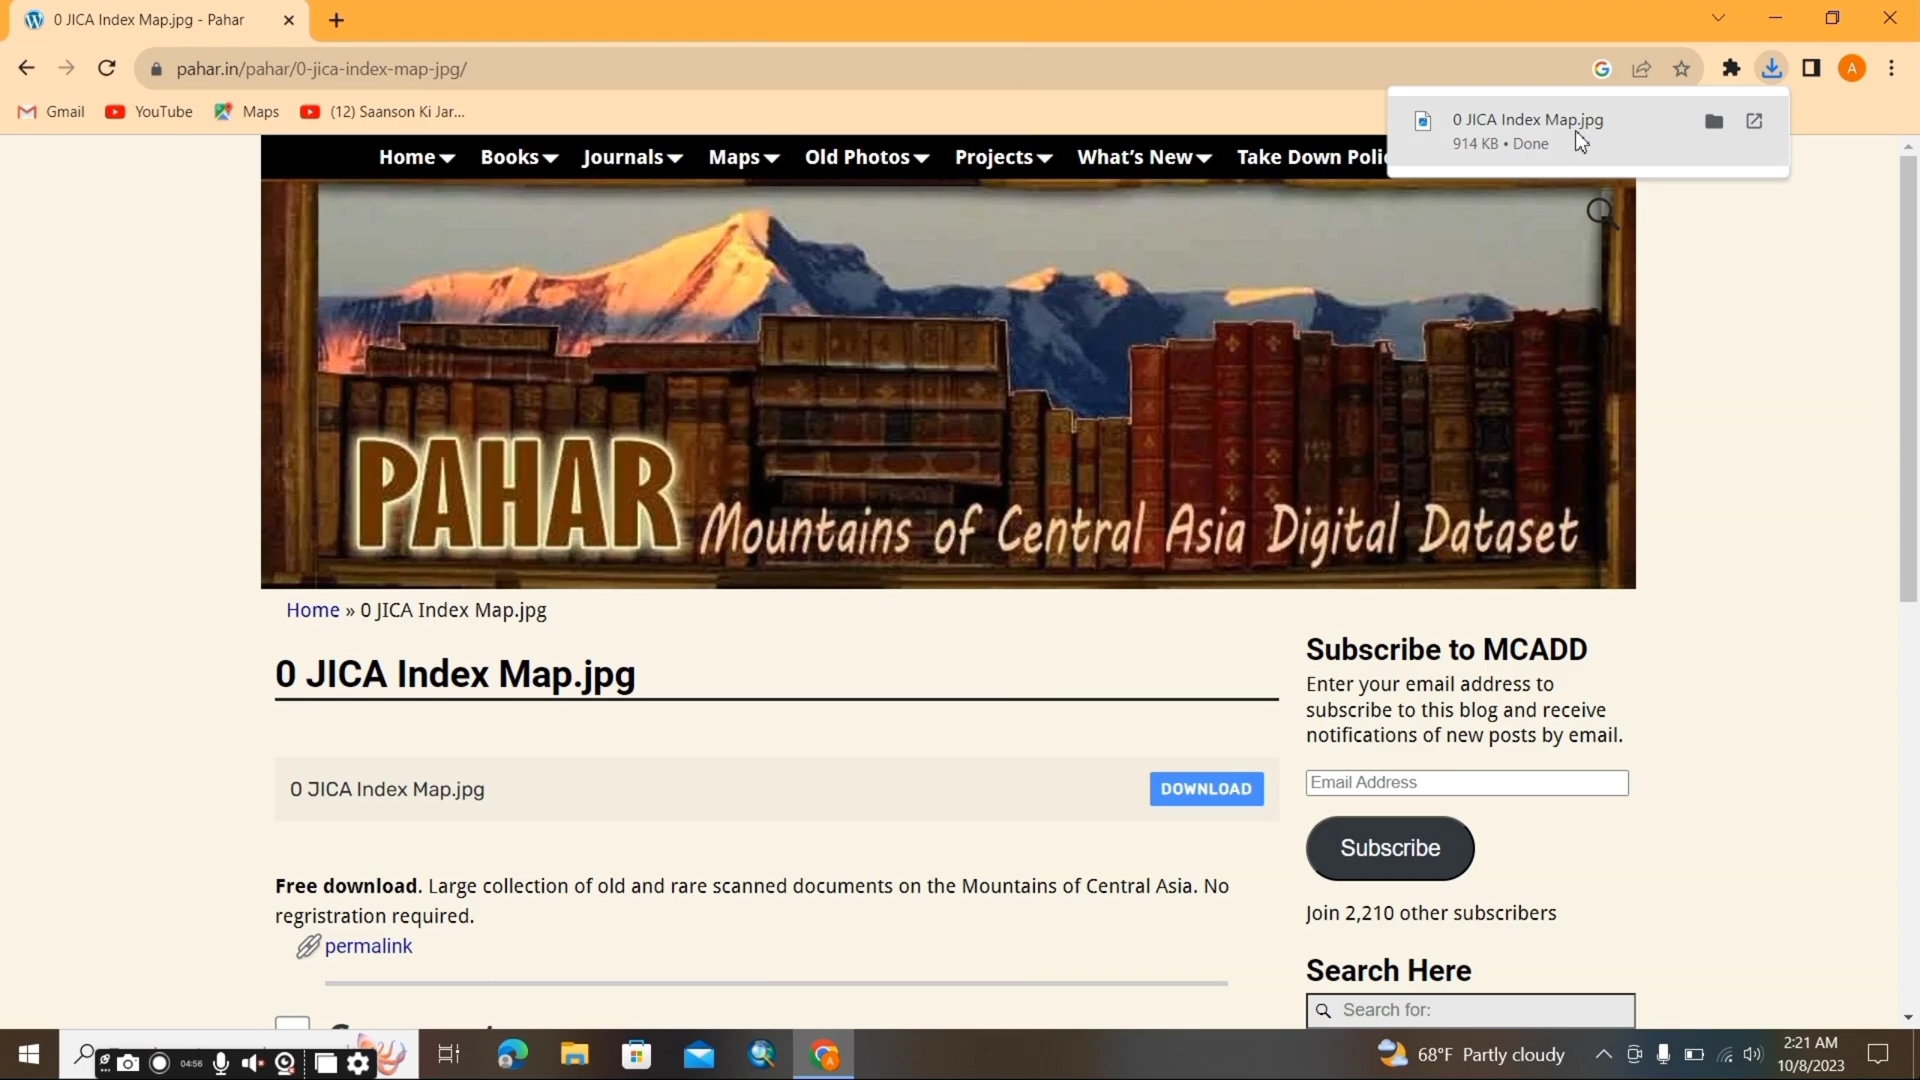 0 JICA Index Map.jpg - Pahar
pahar.in/pahar/0-jica-index-map-jpg/
Gmail YouTube Maps (12) Saanson Ki Jar...
0 JICA Index Map.jpg
914 KB • Done
Home Books Journals Maps Old Photos Projects What's New Take Down Poli
PAHAR Mountains of Central Asia Digital Dataset
Home » 0 JICA Index Map.jpg
0 JICA Index Map.jpg
0 JICA Index Map.jpg DOWNLOAD
Free download. Large collection of old and rare scanned documents on the Mountains of Central Asia. No
regristration required.
permalink
Subscribe to MCADD
Enter your email address to
subscribe to this blog and receive
notifications of new posts by email.
Email Address
Subscribe
Join 2,210 other subscribers
Search Here
Search for:
04:56
68°F Partly cloudy
2:21 AM
10/8/2023
A